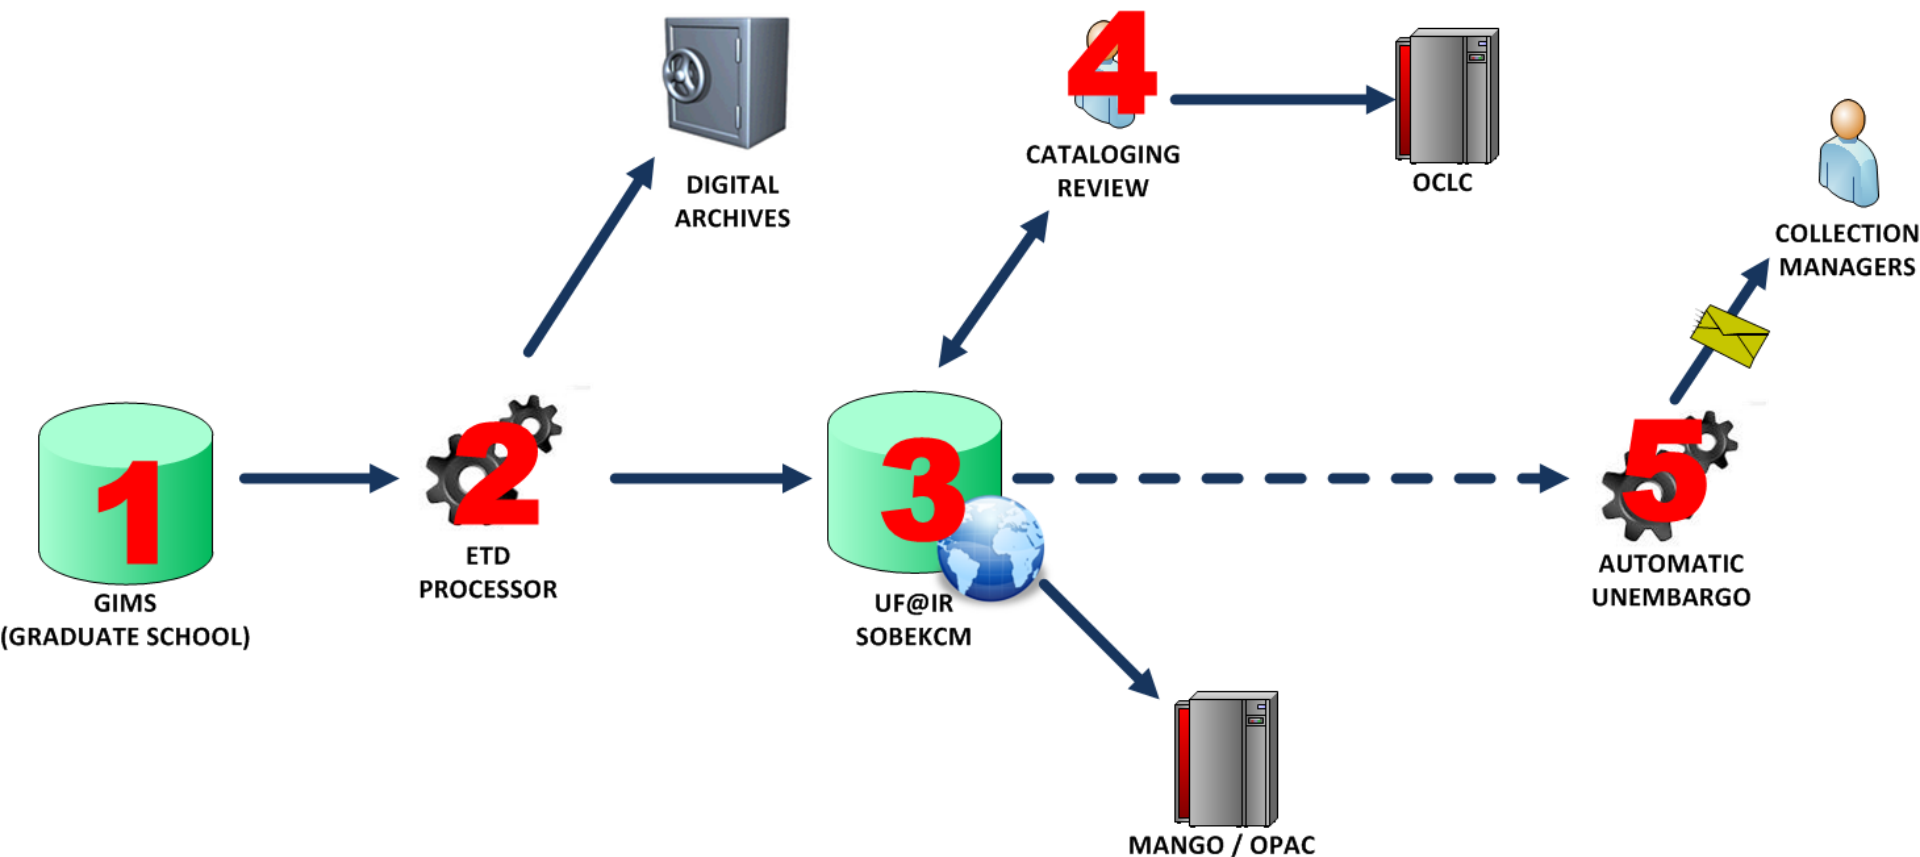 4
DIGITAL
ARCHIVES
CATALOGING
REVIEW
OCLC
COLLECTION
MANAGERS
1
GIMS
(GRADUATE SCHOOL)
2
ETD
PROCESSOR
3
UF@IR
SOBEKCM
5
AUTOMATIC
UNEMBARGO
MANGO / OPAC